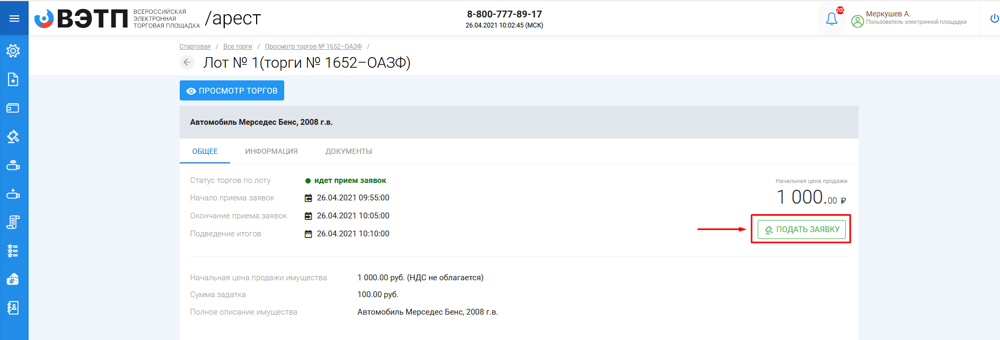 ВЭТП ВСЕРОССИЙСКАЯ
ЭЛЕКТРОННАЯ
ТОРГОВАЯ ПЛОЩАДКА /арест
8-800-777-89-17
26.04.2021 10:02:45 (МСК)
Меркушев А.
Пользователь электронной площадки
Стартовая / Все торги / Просмотр торгов № 1652-ОАЗФ /
Лот № 1(торги № 1652-ОАЗФ)
ПРОСМОТР ТОРГОВ
Автомобиль Мерседес Бенс, 2008 г.в.
ОБЩЕЕ ИНФОРМАЦИЯ ДОКУМЕНТЫ
Статус торгов по лоту идет прием заявок
Начало приема заявок 26.04.2021 09:55:00
Окончание приема заявок 26.04.2021 10:05:00
Подведение итогов 26.04.2021 10:10:00
Начальная цена продажи
1 000.00 ₽
ПОДАТЬ ЗАЯВКУ
Начальная цена продажи имущества 1 000.00 руб. (НДС не облагается)
Сумма задатка 100.00 руб.
Полное описание имущества Автомобиль Мерседес Бенс, 2008 г.в.